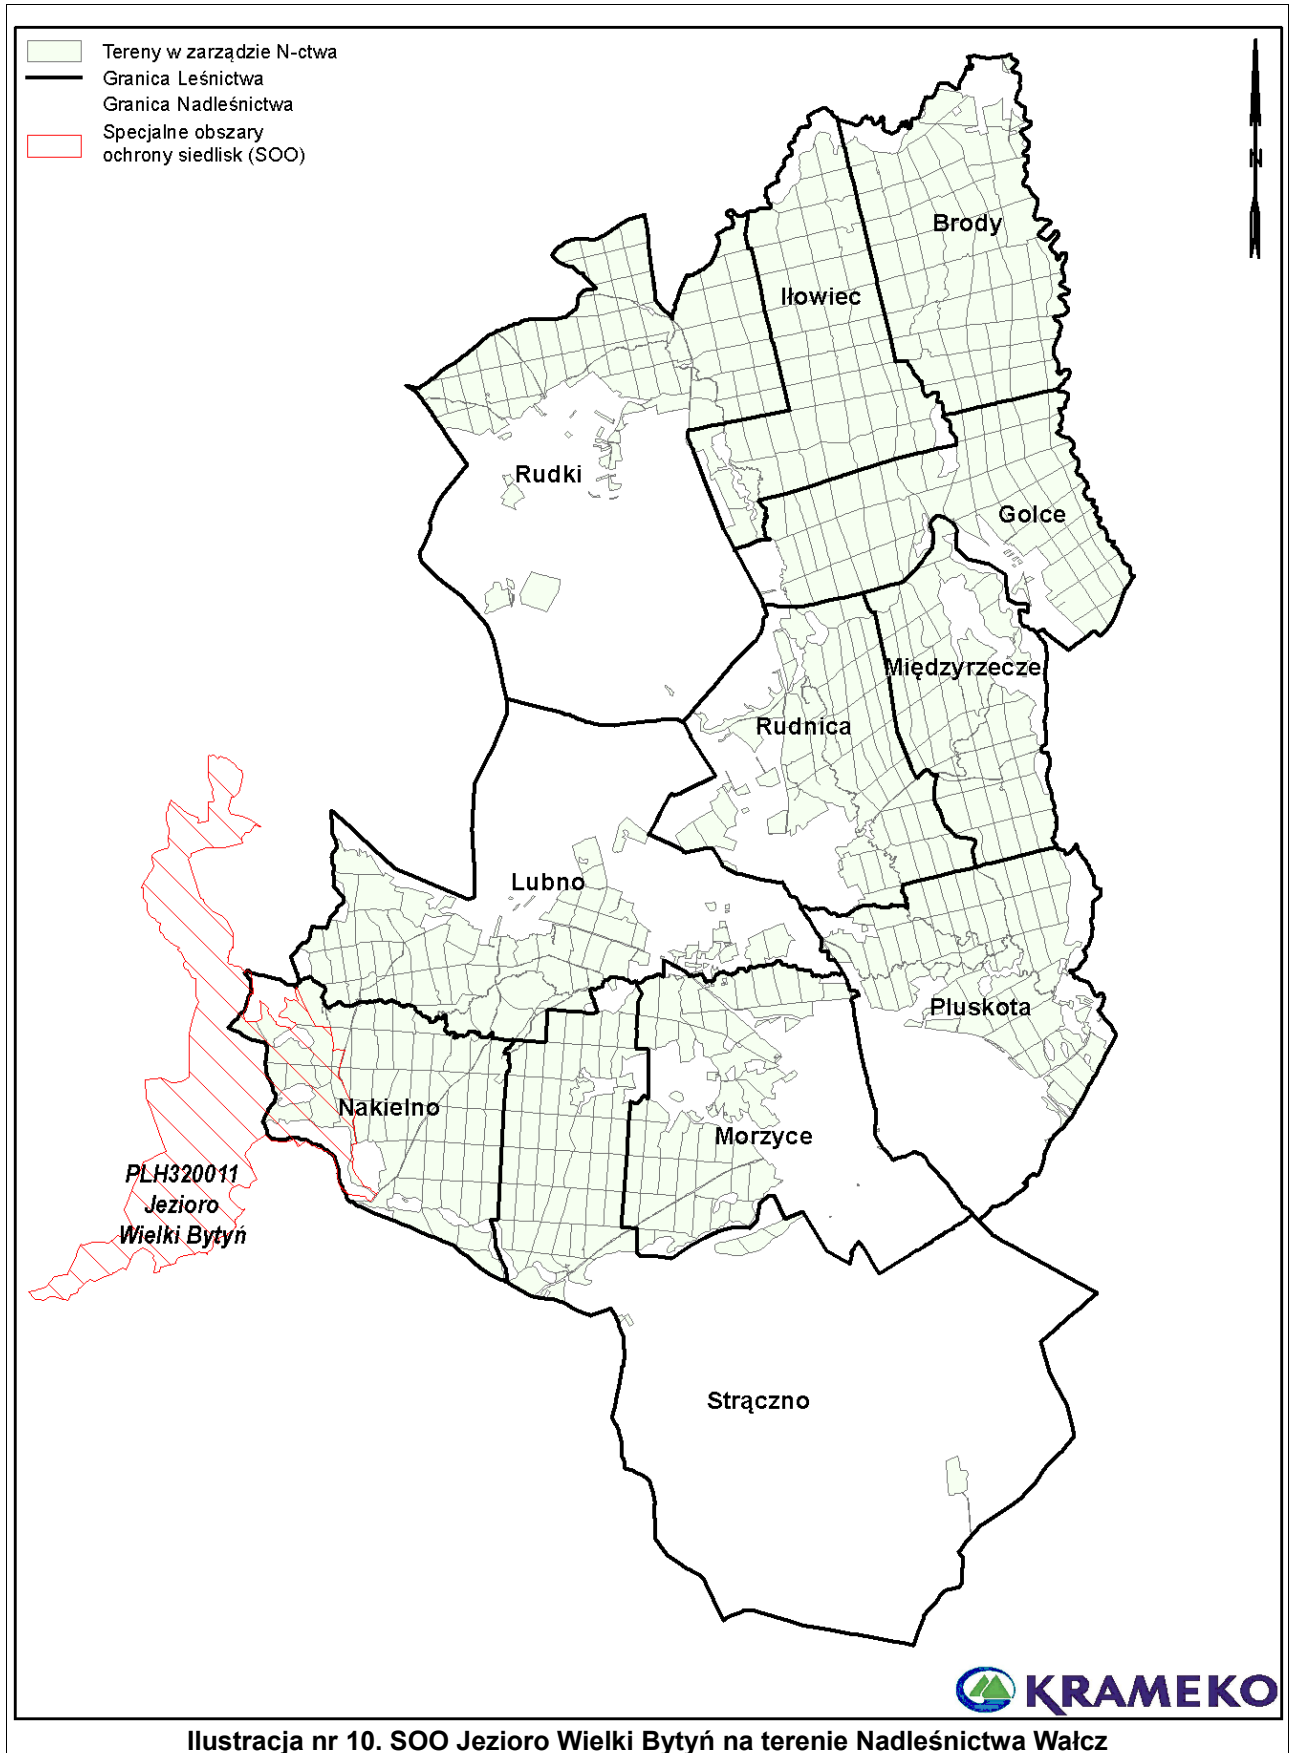 Tereny w zarządzie N-ctwa
Granica Leśnictwa
Granica Nadleśnictwa
Specjalne obszary
ochrony siedlisk (SOO)
N
Brody
Iłowiec
Rudki
Golce
Międzyrzecze
Rudnica
Lubno
Pluskota
Nakielno
Morzyce
PLH320011
Jezioro
Wielki Bytyń
Strączno
KRAMEKO
Ilustracja nr 10. SOO Jezioro Wielki Bytyń na terenie Nadleśnictwa Wałcz